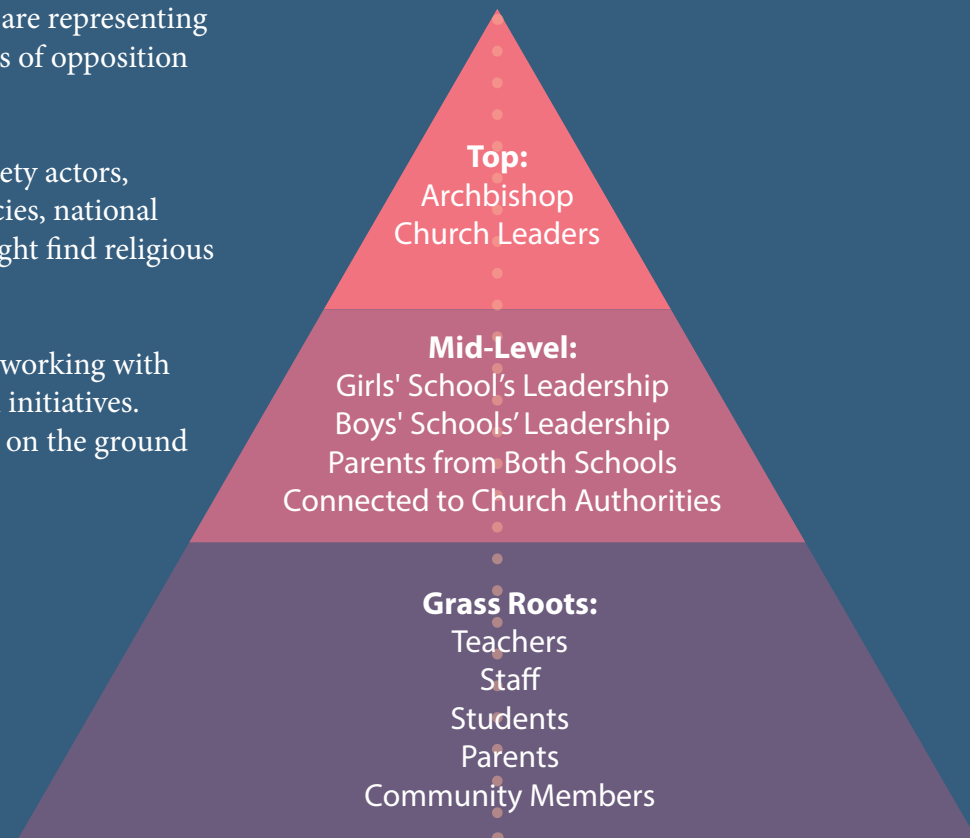 are representing
s of opposition
ety actors,
cies, national
ght find religious
working with
initiatives.
on the ground
Top:
Archbishop
Church Leaders
Mid-Level:
Girls' School's Leadership
Boys' Schools’ Leadership
Parents from Both Schools
Connected to Church Authorities
Grass Roots:
Teachers
Staff
Students
Parents
Community Members